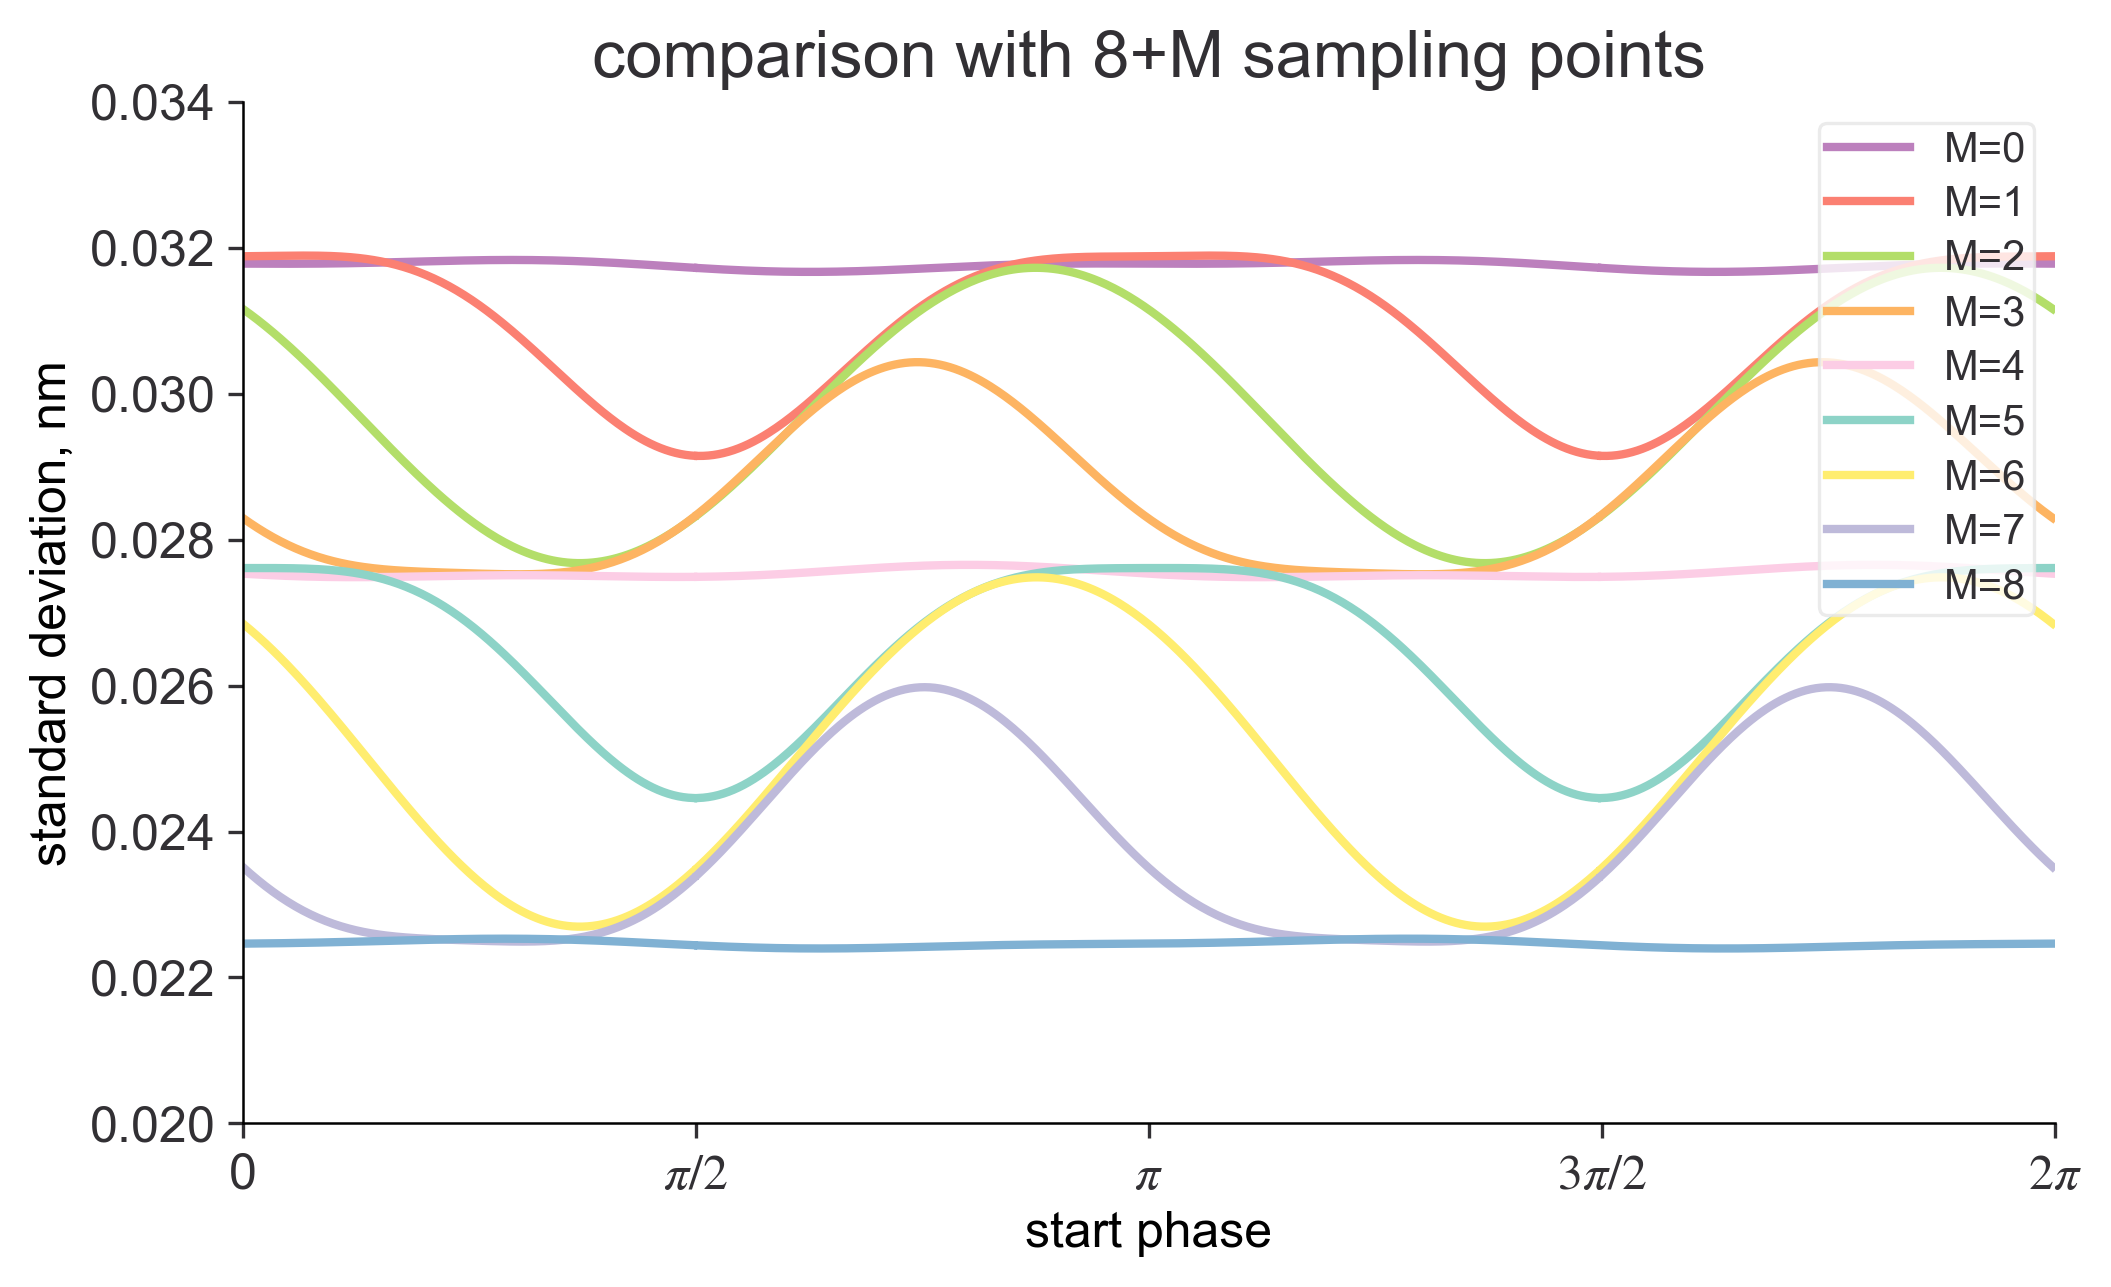 comparison with 8+M sampling points
0.034
0.032
0.030
0.028
0.026
0.024
0.022
0.020
standard deviation, nm
M=0
M=1
M=2
M=3
M=4
M=5
M=6
M=7
M=8
0 π/2 π 3π/2 2π
start phase